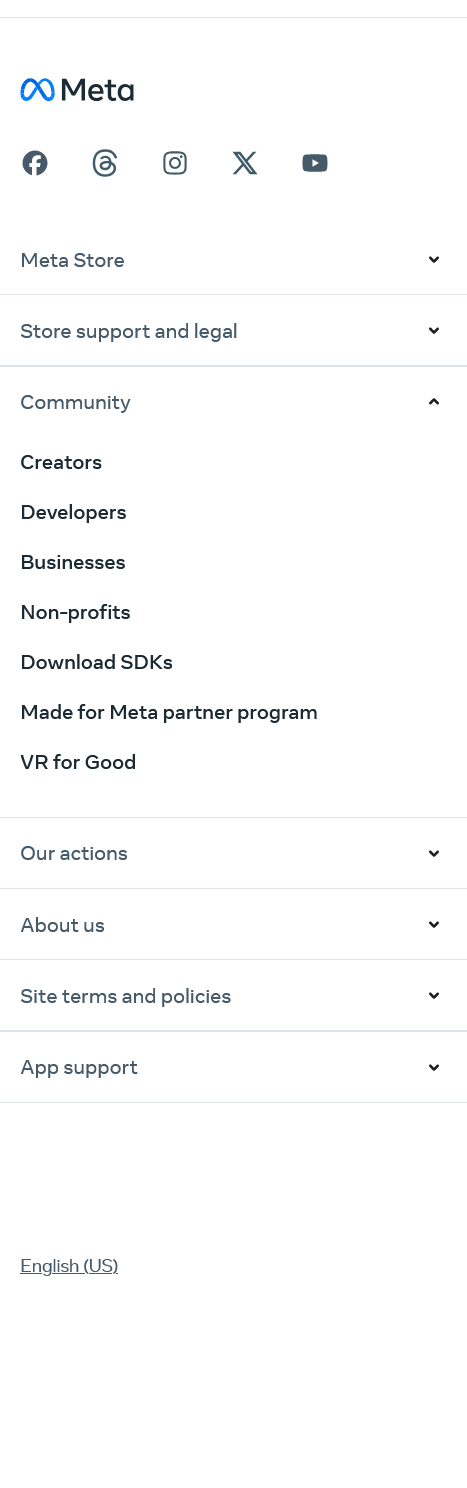 Meta
Meta Store
Store support and legal
Community
Creators
Developers
Businesses
Non-profits
Download SDKs
Made for Meta partner program
VR for Good
Our actions
About us
Site terms and policies
App support
English (US)